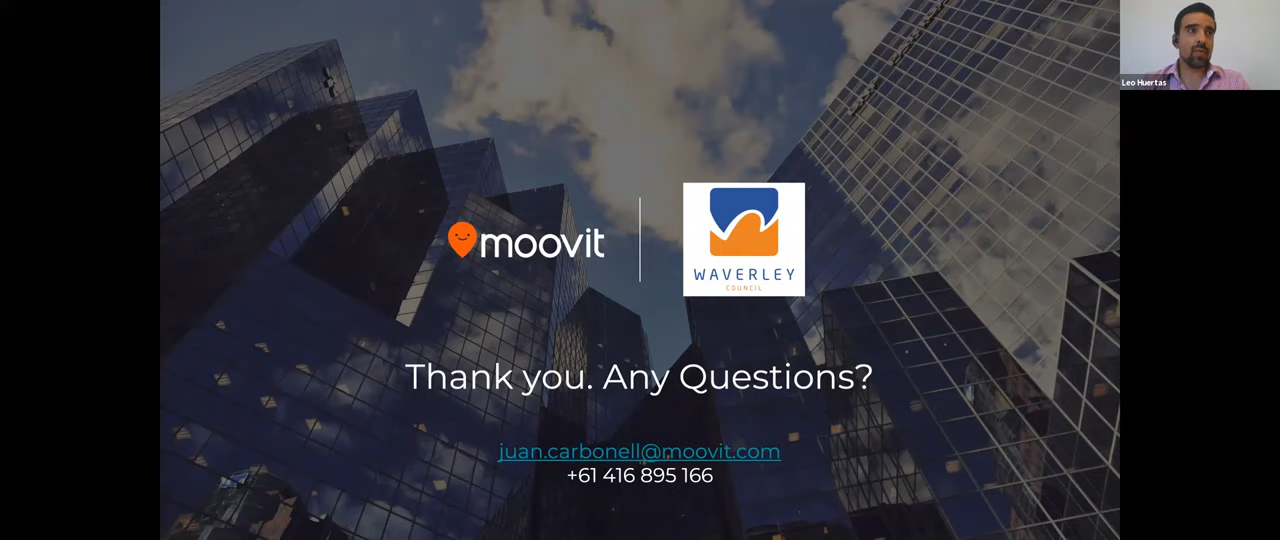 Leo Huertas
moovit
WAVERLEY
COUNCIL
Thank you. Any Questions?
juan.carbonell@moovit.com
+61 416 895 166